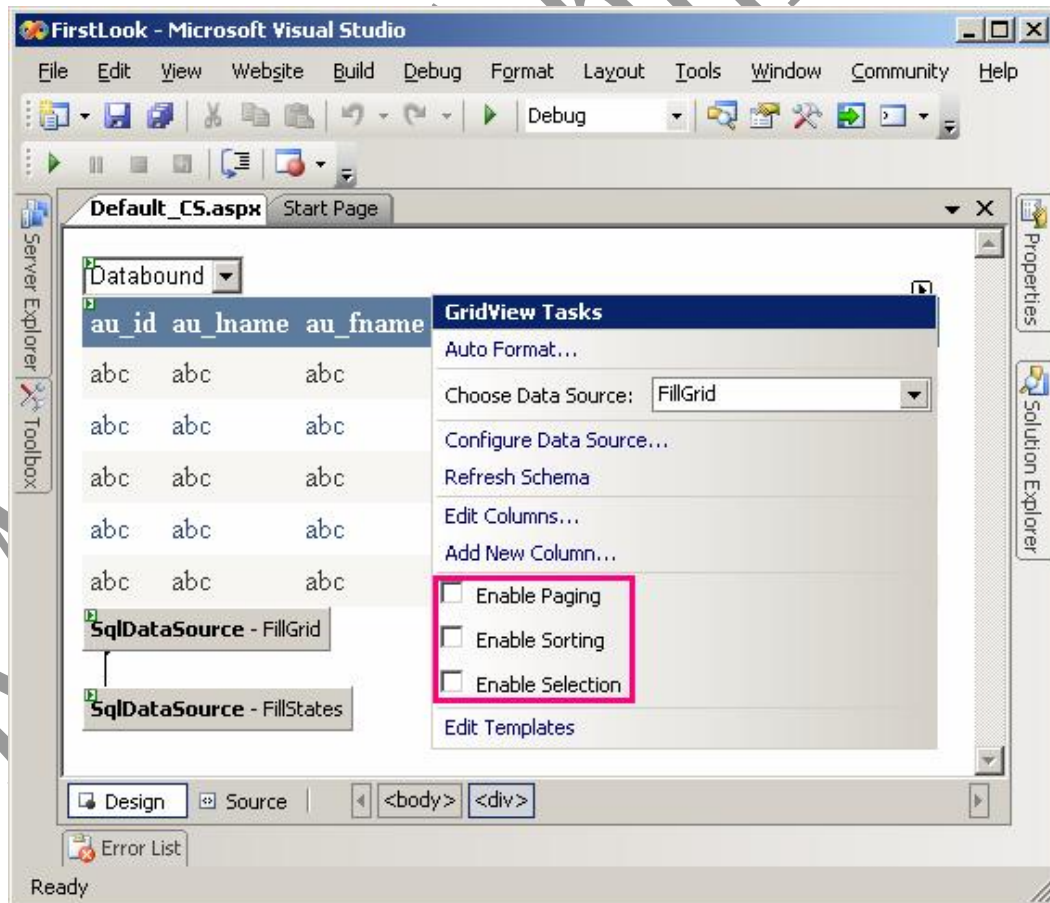 FirstLook - Microsoft Visual Studio
File Edit View Website Build Debug Format Layout Tools Window Community Help
Debug
Default_CS.aspx Start Page
Server Explorer
Toolbox
Properties
Solution Explorer
Databound
au_id au_lname au_fname
abc abc abc
abc abc abc
abc abc abc
abc abc abc
abc abc abc
SqlDataSource - FillGrid
SqlDataSource - FillStates
GridView Tasks
Auto Format...
Choose Data Source: FillGrid
Configure Data Source...
Refresh Schema
Edit Columns...
Add New Column...
Enable Paging
Enable Sorting
Enable Selection
Edit Templates
Design Source <body> <div>
Error List
Ready